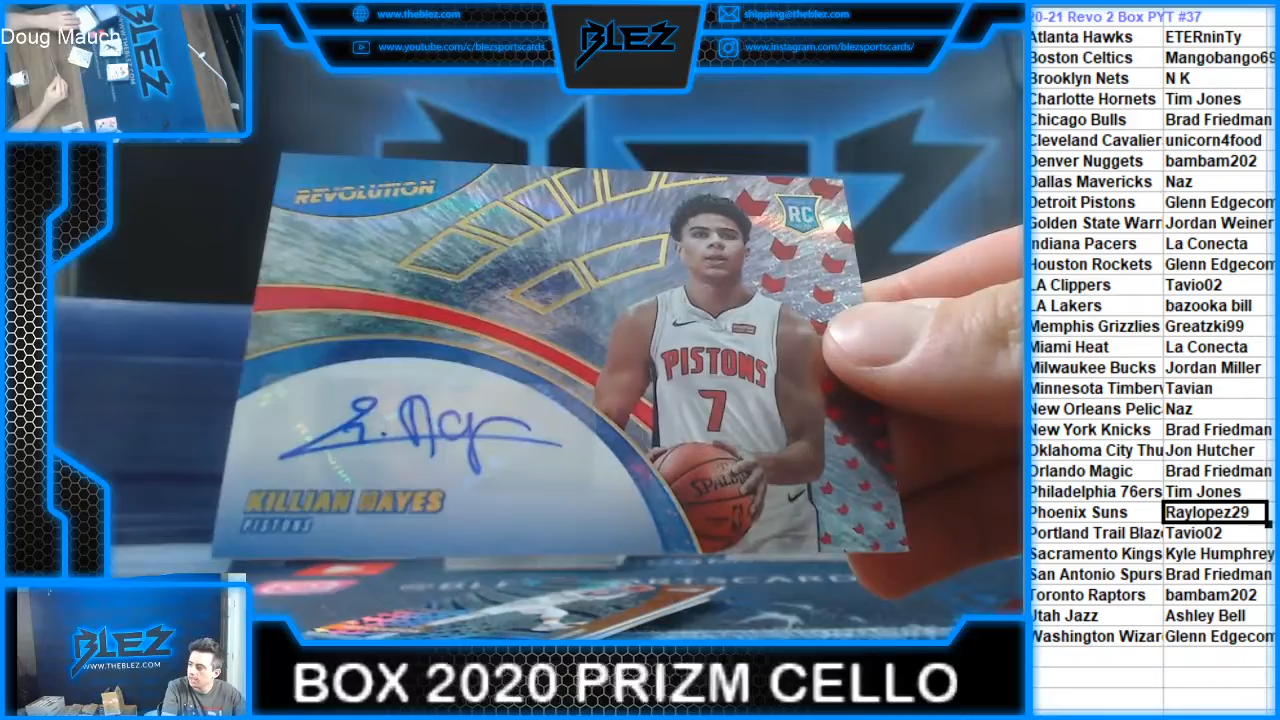 Doug Mauch
www.theblez.com
www.youtube.com/c/blezsportscards
BLEZ
shipping@theblez.com
www.instagram.com/blezsportscards/
BLEZ
REVOLUTION
RC
PISTONS
7
SPALDING
KILLIAN HAYES
PISTONS
BLEZ
WWW.THEBLEZ.COM
BOX 2020 PRIZM CELLO
20-21 Revo 2 Box PYT #37
Atlanta Hawks ETERninTy
Boston Celtics Mangobango69
Brooklyn Nets N K
Charlotte Hornets Tim Jones
Chicago Bulls Brad Friedman
Cleveland Cavalier unicorn4food
Denver Nuggets bambam202
Dallas Mavericks Naz
Detroit Pistons Glenn Edgecom
Golden State Warr Jordan Weiner
Indiana Pacers La Conecta
Houston Rockets Glenn Edgecom
LA Clippers Tavio02
LA Lakers bazooka bill
Memphis Grizzlies Greatzki99
Miami Heat La Conecta
Milwaukee Bucks Jordan Miller
Minnesota Timberv Tavian
New Orleans Pelic Naz
New York Knicks Brad Friedman
Oklahoma City Thu Jon Hutcher
Orlando Magic Brad Friedman
Philadelphia 76ers Tim Jones
Phoenix Suns Raylopez29
Portland Trail Blaz Tavio02
Sacramento Kings Kyle Humphrey
San Antonio Spurs Brad Friedman
Toronto Raptors bambam202
Utah Jazz Ashley Bell
Washington Wizar Glenn Edgecom